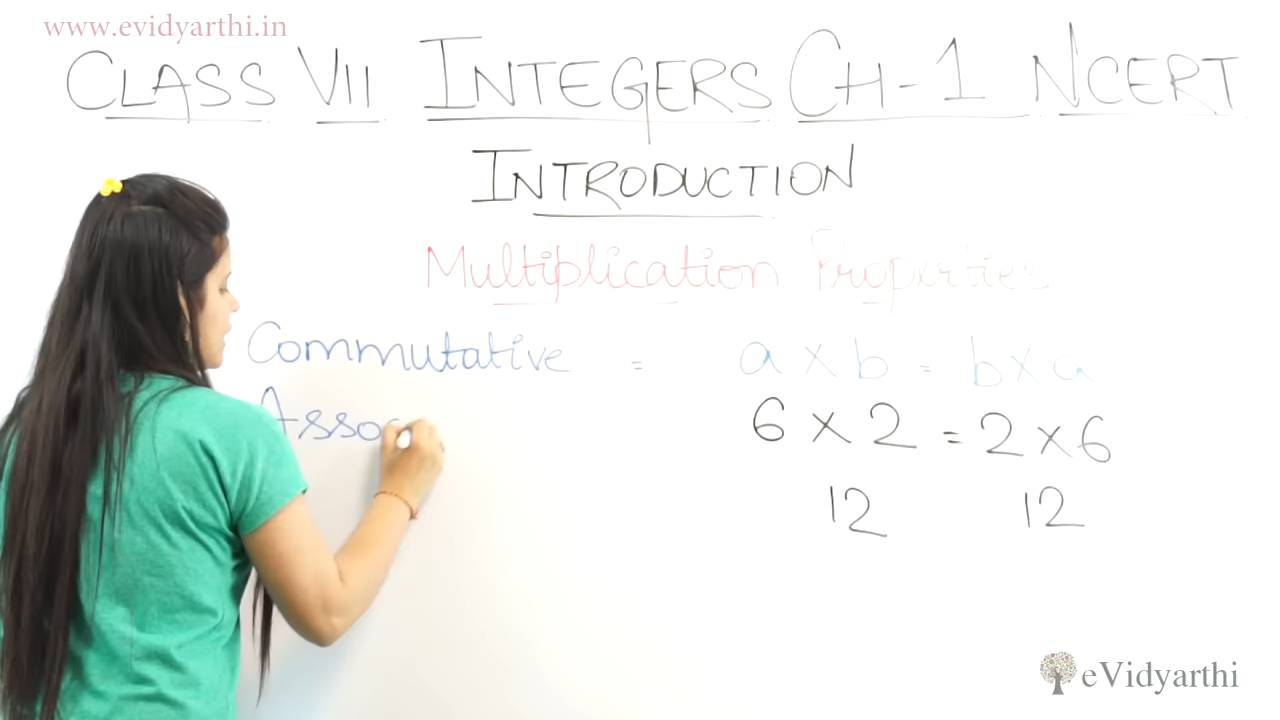 www.evidyarthi.in
CLASS VII INTEGERS CH-1 NCERT
INTRODUCTION
Multiplication Properties
Commutative = a × b = b × a
Asso
6 × 2 = 2 × 6
12 12
eVidyarthi